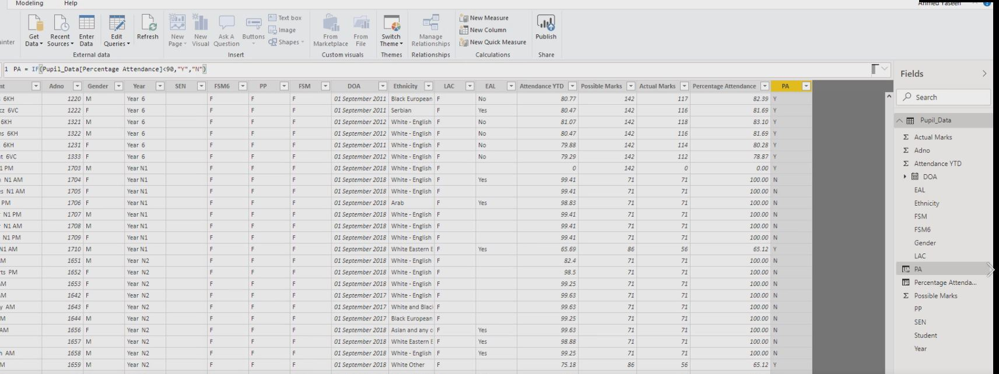 Modeling Help Ahmed Yaseen
Get Data Recent Sources Enter Data Edit Queries Refresh New Page New Visual Ask A Question Buttons Text box Image Shapes From Marketplace From File Switch Theme Manage Relationships New Measure New Column New Quick Measure Publish
External data Insert Custom visuals Themes Relationships Calculations Share
1 PA = IF(Pupil_Data[Percentage Attendance]<90,"Y","N")
Fields
Search
nt Adno Gender Year SEN FSM6 PP FSM DOA Ethnicity LAC EAL Attendance YTD Possible Marks Actual Marks Percentage Attendance PA
6KH 1220 M Year 6 F F F 01 September 2011 Black European F No 80.77 142 117 82.39 Y
cz 6VC 1222 F Year 6 F F F 01 September 2011 Serbian F Yes 80.47 142 116 81.69 Y
6KH 1321 M Year 6 F F F 01 September 2012 White - English F No 81.07 142 118 83.10 Y
ns 6KH 1322 M Year 6 F F F 01 September 2012 White - English F No 80.47 142 116 81.69 Y
6KH 1231 F Year 6 F F F 01 September 2011 White - English F No 79.88 142 114 80.28 Y
t 6VC 1333 F Year 6 F F F 01 September 2012 White - English F No 79.29 142 112 78.87 Y
1 PM 1703 M Year N1 F F F 01 September 2018 White - English F 0 142 0 0.00 Y
N1 AM 1704 F Year N1 F F F 01 September 2018 White - English F Yes 99.41 71 71 100.00 N
es N1 AM 1705 F Year N1 F F F 01 September 2018 White - English F 99.41 71 71 100.00 N
PM 1706 F Year N1 F F F 01 September 2018 Arab F Yes 98.83 71 71 100.00 N
N1 PM 1707 M Year N1 F F F 01 September 2018 White - English F 99.41 71 71 100.00 N
N1 AM 1708 M Year N1 F F F 01 September 2018 White - English F 99.41 71 71 100.00 N
N1 PM 1709 F Year N1 F F F 01 September 2018 White - English F 99.41 71 71 100.00 N
N1 AM 1710 M Year N1 F F F 01 September 2018 White Eastern E F Yes 65.69 86 56 65.12 Y
M 1651 M Year N2 F F F 01 September 2018 White - English F 82.4 71 71 100.00 N
rts PM 1652 F Year N2 F F F 01 September 2018 White - English F 98.5 71 71 100.00 N
AM 1653 F Year N2 F F F 01 September 2018 White - English F 99.25 71 71 100.00 N
AM 1642 F Year N2 F F F 01 September 2017 White - English F 99.63 71 71 100.00 N
y AM 1643 F Year N2 F F F 01 September 2017 White and Blac F 99.63 71 71 100.00 N
M 1644 M Year N2 F F F 01 September 2017 Black European F 99.25 71 71 100.00 N
AM 1656 F Year N2 F F F 01 September 2018 Asian and any o F Yes 99.63 71 71 100.00 N
1657 M Year N2 F F F 01 September 2018 White Eastern E F Yes 98.88 71 71 100.00 N
h AM 1658 M Year N2 F F F 01 September 2018 White - English F Yes 99.25 71 71 100.00 N
M 1659 M Year N2 F F F 01 September 2018 White Other F 75.18 86 56 65.12 Y
Pupil_Data
Actual Marks
Adno
Attendance YTD
DOA
EAL
Ethnicity
FSM
FSM6
Gender
LAC
PA
Percentage Attenda...
Possible Marks
PP
SEN
Student
Year